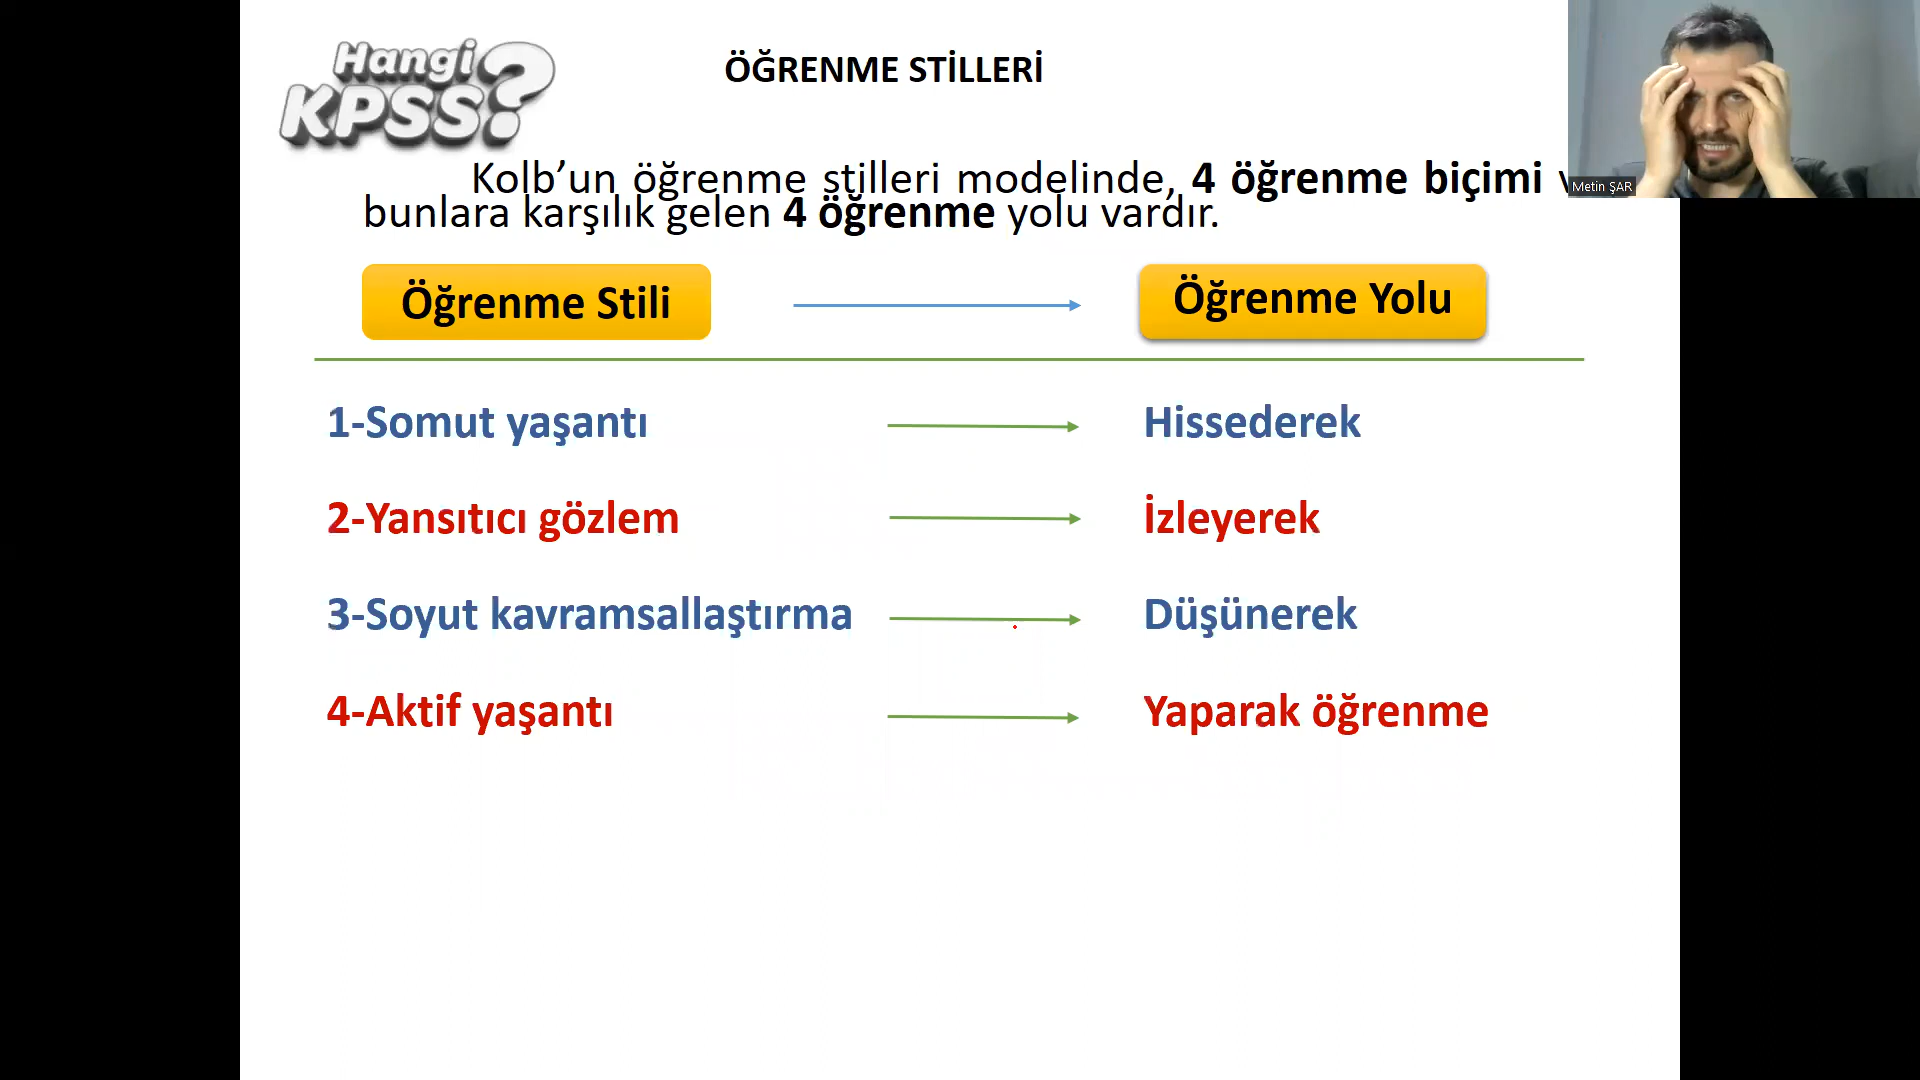 Hangi
KPSS?
ÖĞRENME STİLLERİ
Kolb’un öğrenme stilleri modelinde, 4 öğrenme biçimi
bunlara karşılık gelen 4 öğrenme yolu vardır.
Metin ŞAR
Öğrenme Stili
Öğrenme Yolu
1-Somut yaşantı
Hissederek
2-Yansıtıcı gözlem
İzleyerek
3-Soyut kavramsallaştırma
Düşünerek
4-Aktif yaşantı
Yaparak öğrenme